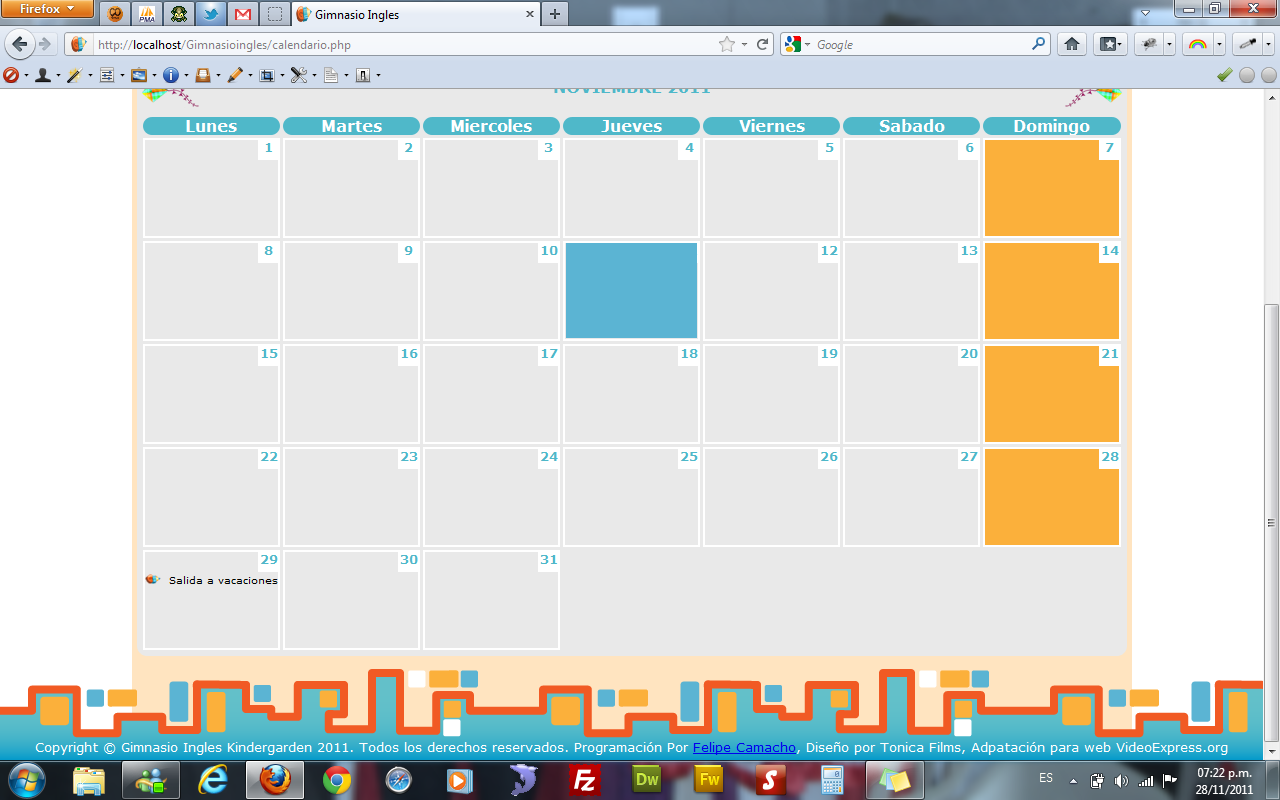 Firefox
PMA
Gimnasio Ingles
http://localhost/Gimnasioingles/calendario.php
Google
NOVIEMBRE 2011
Lunes Martes Miercoles Jueves Viernes Sabado Domingo
1 2 3 4 5 6 7
8 9 10 12 13 14
15 16 17 18 19 20 21
22 23 24 25 26 27 28
29 30 31
Salida a vacaciones
Copyright © Gimnasio Ingles Kindergarden 2011. Todos los derechos reservados. Programación Por Felipe Camacho, Diseño por Tonica Films, Adpatación para web VideoExpress.org
Fz Dw Fw S
ES
07:22 p.m.
28/11/2011